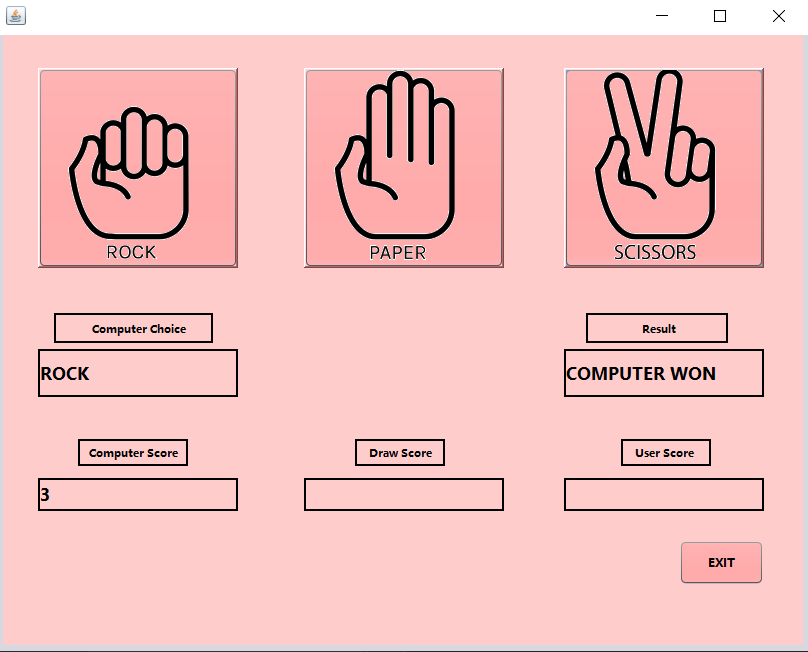 ROCK
PAPER
SCISSORS
Computer Choice
Result
ROCK
COMPUTER WON
Computer Score
Draw Score
User Score
3
EXIT